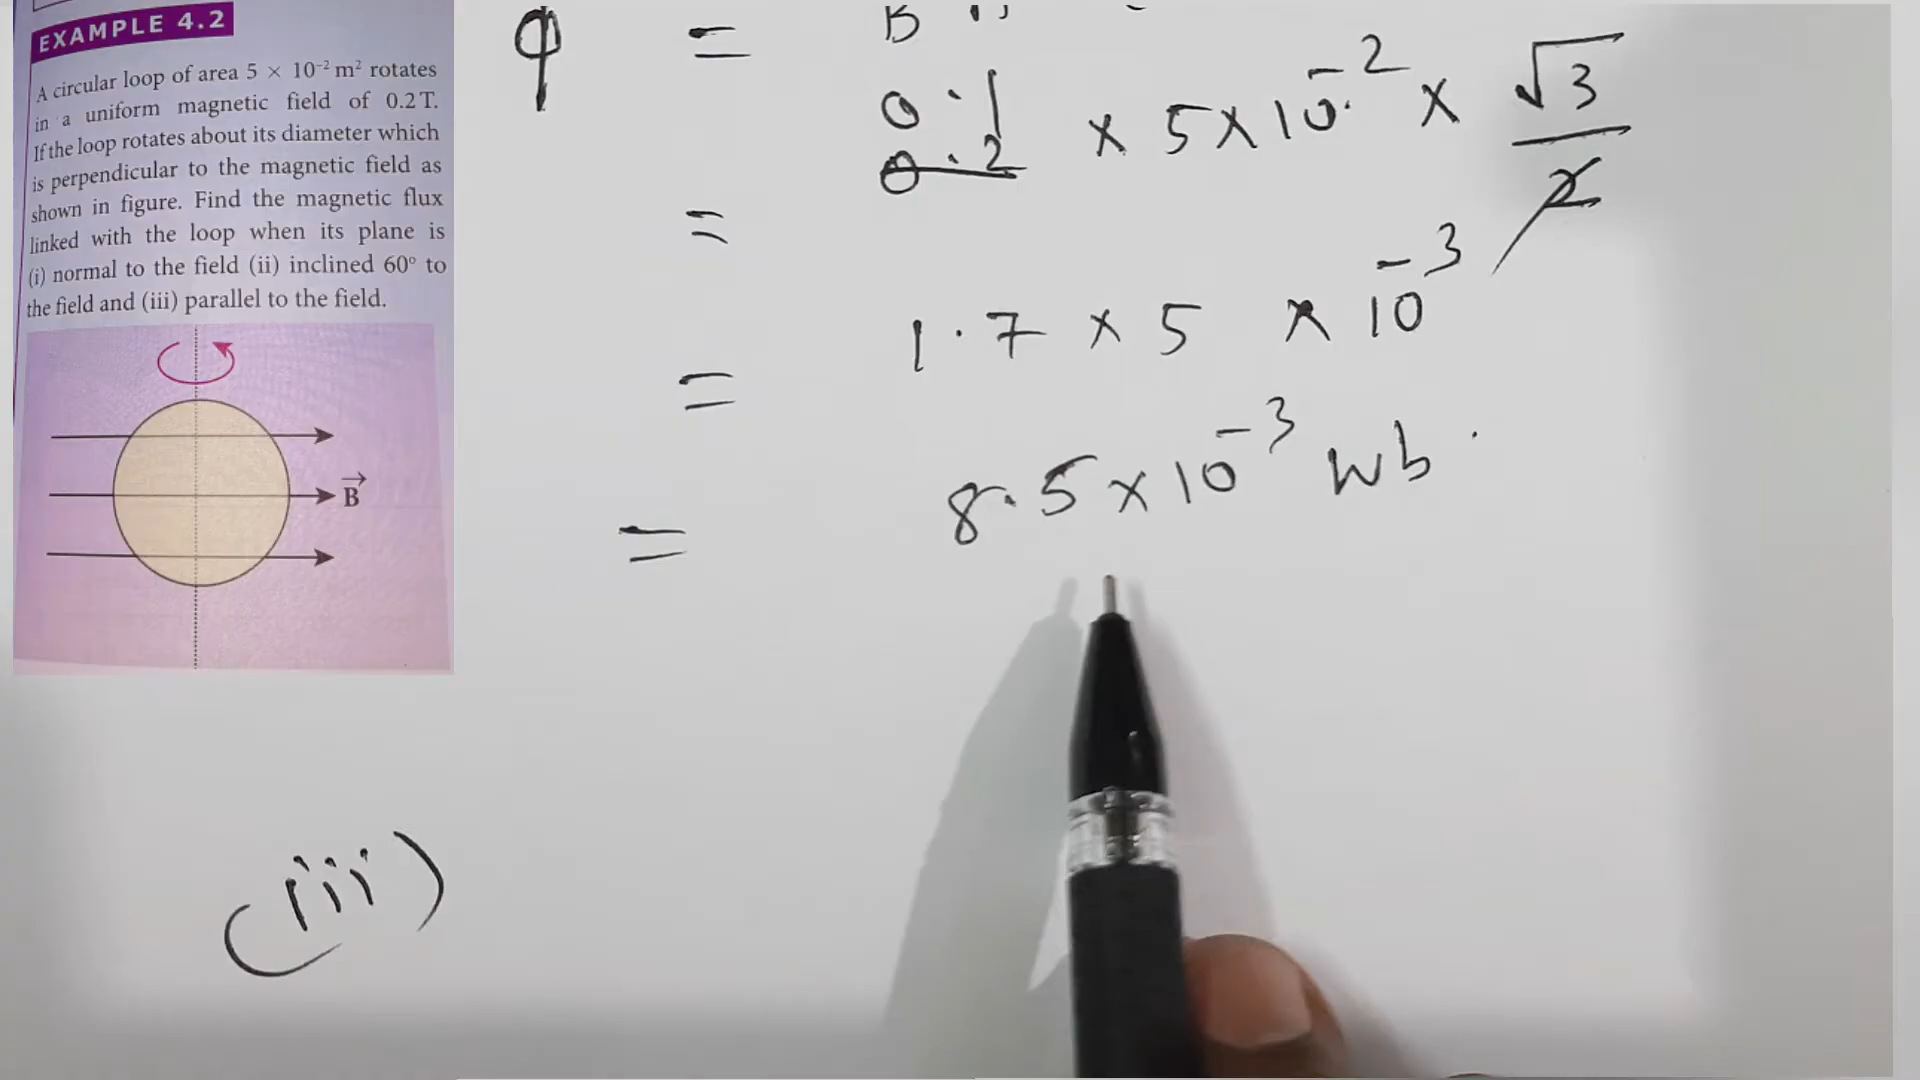 EXAMPLE 4.2
A circular loop of area 5 × 10⁻² m² rotates
in a uniform magnetic field of 0.2T.
If the loop rotates about its diameter which
is perpendicular to the magnetic field as
shown in figure. Find the magnetic flux
linked with the loop when its plane is
(i) normal to the field (ii) inclined 60° to
the field and (iii) parallel to the field.
B
φ =
0.1
= 0.2 × 5 × 10⁻² × √3/2
= 1.7 × 5 × 10⁻³
= 8.5 × 10⁻³ wb.
(iii)